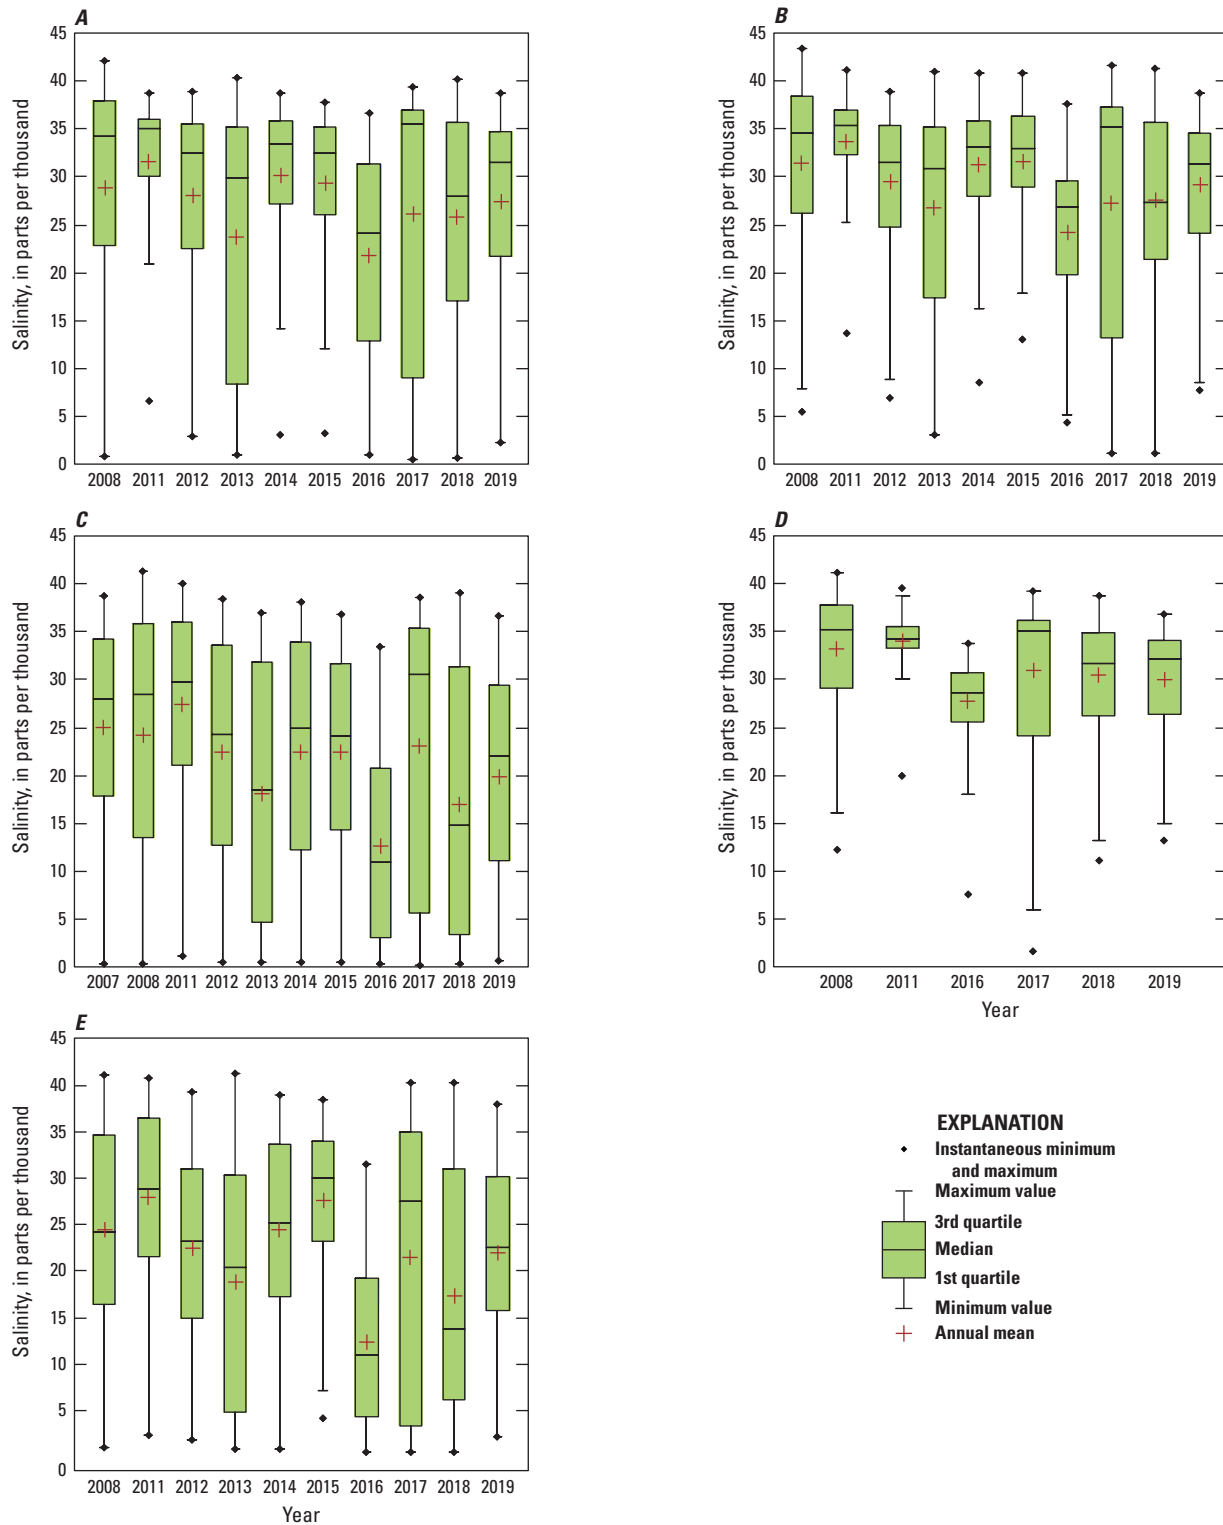 A
Salinity, in parts per thousand
45
40
35
30
25
20
15
10
5
0
2008 2011 2012 2013 2014 2015 2016 2017 2018 2019
B
Salinity, in parts per thousand
45
40
35
30
25
20
15
10
5
0
2008 2011 2012 2013 2014 2015 2016 2017 2018 2019
C
Salinity, in parts per thousand
45
40
35
30
25
20
15
10
5
0
2007 2008 2011 2012 2013 2014 2015 2016 2017 2018 2019
D
Salinity, in parts per thousand
45
40
35
30
25
20
15
10
5
0
2008 2011 2016 2017 2018 2019
Year
E
Salinity, in parts per thousand
45
40
35
30
25
20
15
10
5
0
2008 2011 2012 2013 2014 2015 2016 2017 2018 2019
Year
EXPLANATION
Instantaneous minimum
and maximum
Maximum value
3rd quartile
Median
1st quartile
Minimum value
Annual mean